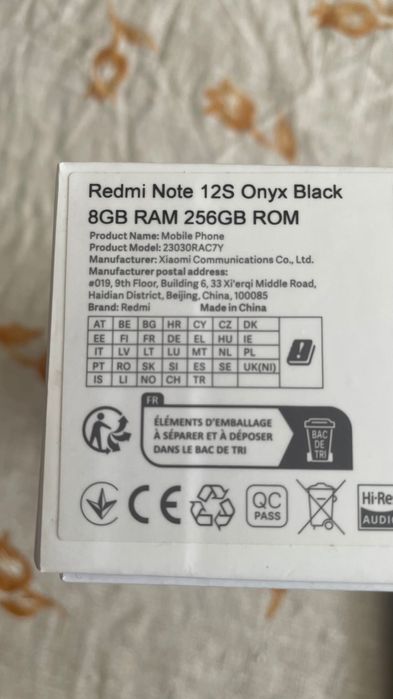 Redmi Note 12S Onyx Black
8GB RAM 256GB ROM
Product Name: Mobile Phone
Product Model: 23030RAC7Y
Manufacturer: Xiaomi Communications Co., Ltd.
Manufacturer postal address:
#019, 9th Floor, Building 6, 33 Xi'erqi Middle Road,
Haidian District, Beijing, China, 100085
Brand: Redmi Made in China
AT BE BG HR CY CZ DK
EE FI FR DE EL HU IE
IT LV LT LU MT NL PL
PT RO SK SI ES SE UK(NI)
IS LI NO CH TR
FR
ÉLÉMENTS D'EMBALLAGE
À SÉPARER ET À DÉPOSER
DANS LE BAC DE TRI
BAC
DE
TRI
CE
QC
PASS
Hi-Re
AUDIO